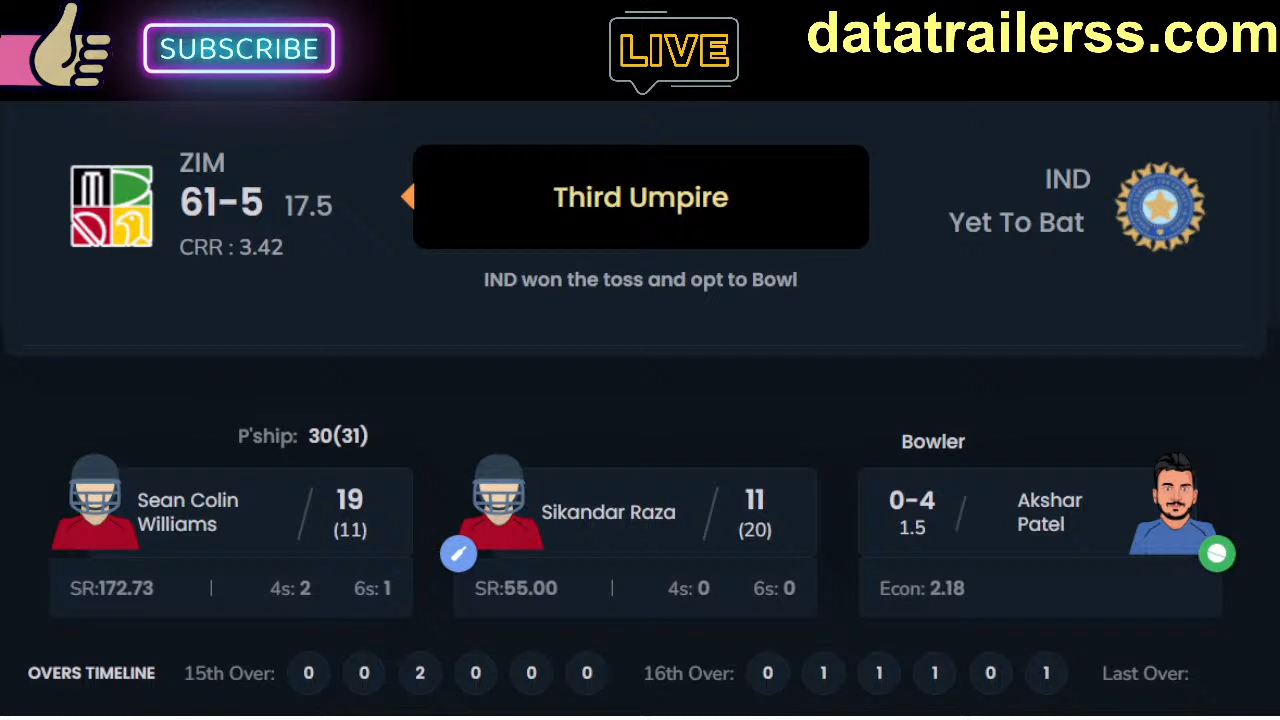 SUBSCRIBE
LIVE
datatrailerss.com
ZIM
61-5 17.5
CRR : 3.42
Third Umpire
IND
Yet To Bat
IND won the toss and opt to Bowl
P'ship: 30(31)
Bowler
Sean Colin
Williams
19
(11)
SR:172.73 | 4s: 2 6s: 1
Sikandar Raza
11
(20)
SR:55.00 | 4s: 0 6s: 0
0-4
1.5
Akshar
Patel
Econ: 2.18
OVERS TIMELINE 15th Over: 0 0 2 0 0 0 16th Over: 0 1 1 1 0 1 Last Over: